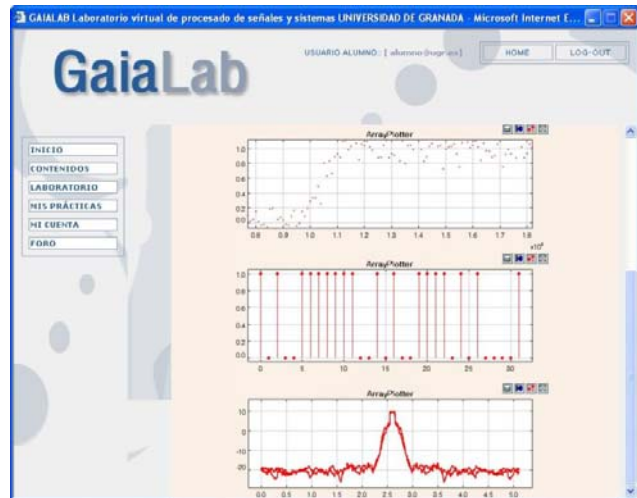 GAIALAB Laboratorio virtual de procesado de señales y sistemas UNIVERSIDAD DE GRANADA - Microsoft Internet E...
GaiaLab
USUARIO ALUMNO: [ alumno@ugr.es ]
HOME
LOG-OUT
INICIO
CONTENIDOS
LABORATORIO
MIS PRÁCTICAS
MI CUENTA
FORO
ArrayPlotter
1.0
0.8
0.6
0.4
0.2
0.0
0.8 0.9 1.0 1.1 1.2 1.3 1.4 1.5 1.6 1.7 1.8
ArrayPlotter
1.0
0.8
0.6
0.4
0.2
0.0
0 5 10 15 20 25 30
ArrayPlotter
10
0
-10
-20
0.0 0.5 1.0 1.5 2.0 2.5 3.0 3.5 4.0 4.5 5.0